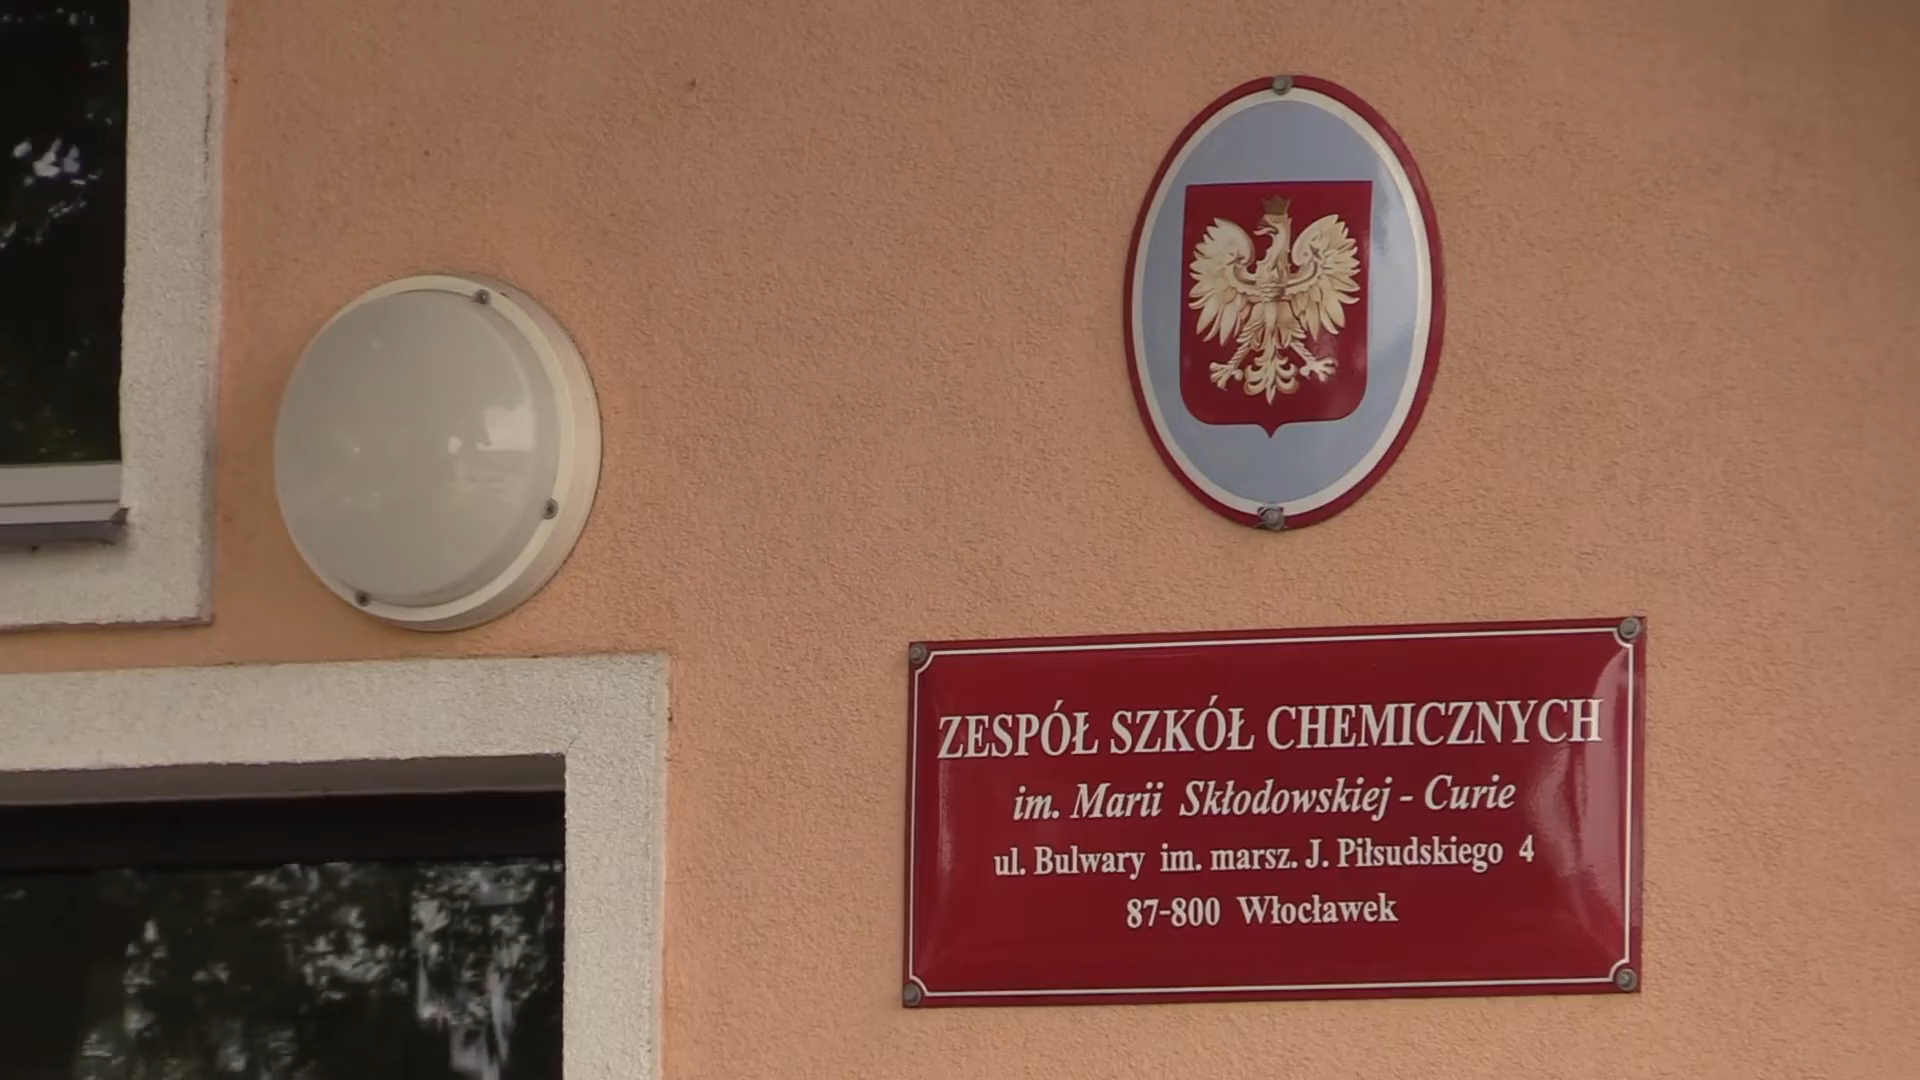 ZESPÓŁ SZKÓŁ CHEMICZNYCH
im. Marii Skłodowskiej - Curie
ul. Bulwary im. marsz. J. Piłsudskiego 4
87-800 Włocławek